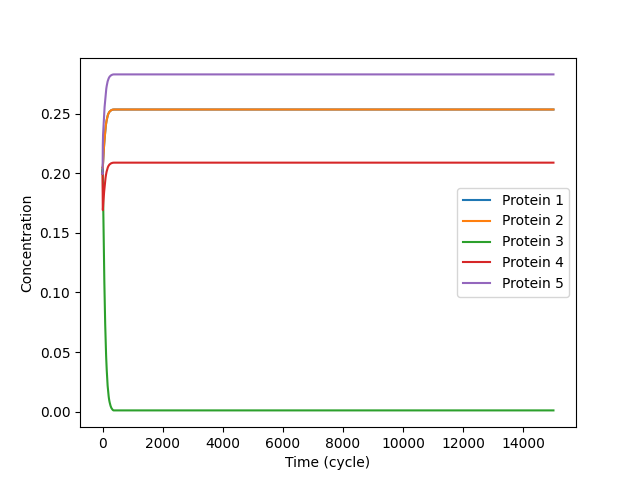 Concentration
0.25
0.20
0.15
0.10
0.05
0.00
Protein 1
Protein 2
Protein 3
Protein 4
Protein 5
0 2000 4000 6000 8000 10000 12000 14000
Time (cycle)